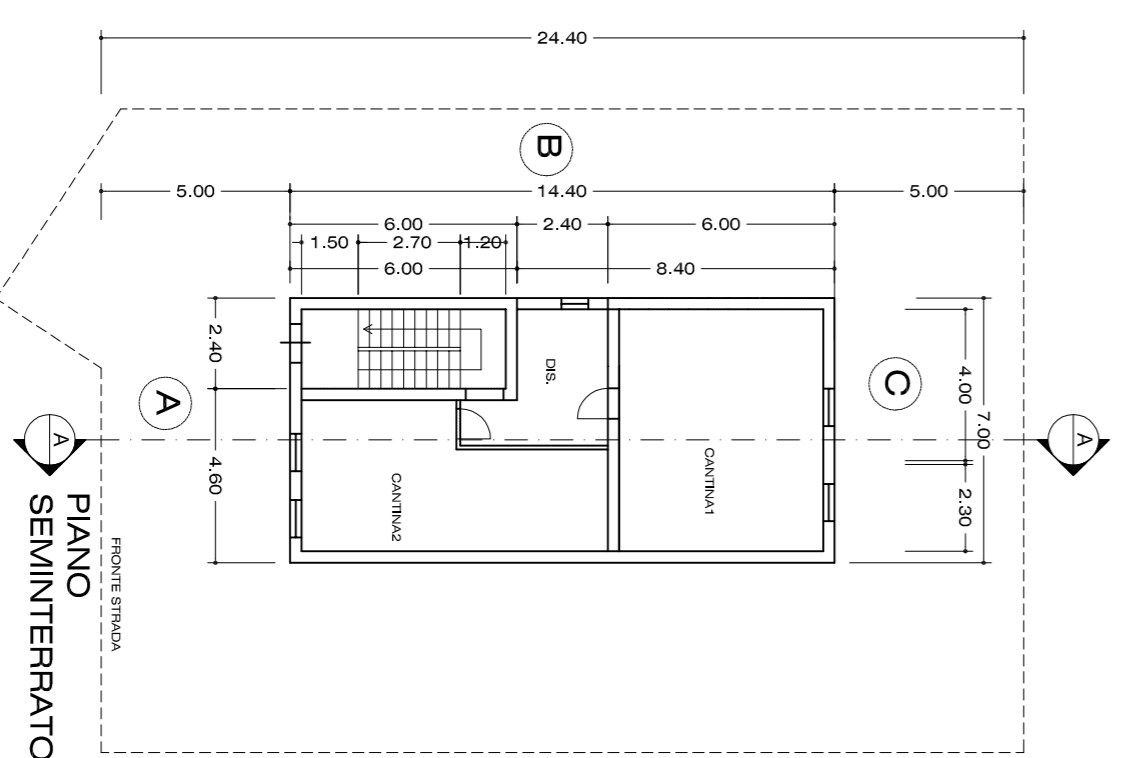 24.40
B
5.00
14.40
5.00
6.00
2.40
6.00
1.50
2.70
1.20
6.00
8.40
2.40
4.60
A
A
DIS.
CANTINA2
CANTINA1
C
4.00
7.00
2.30
A
PIANO
SEMINTERRATO
FRONTE STRADA